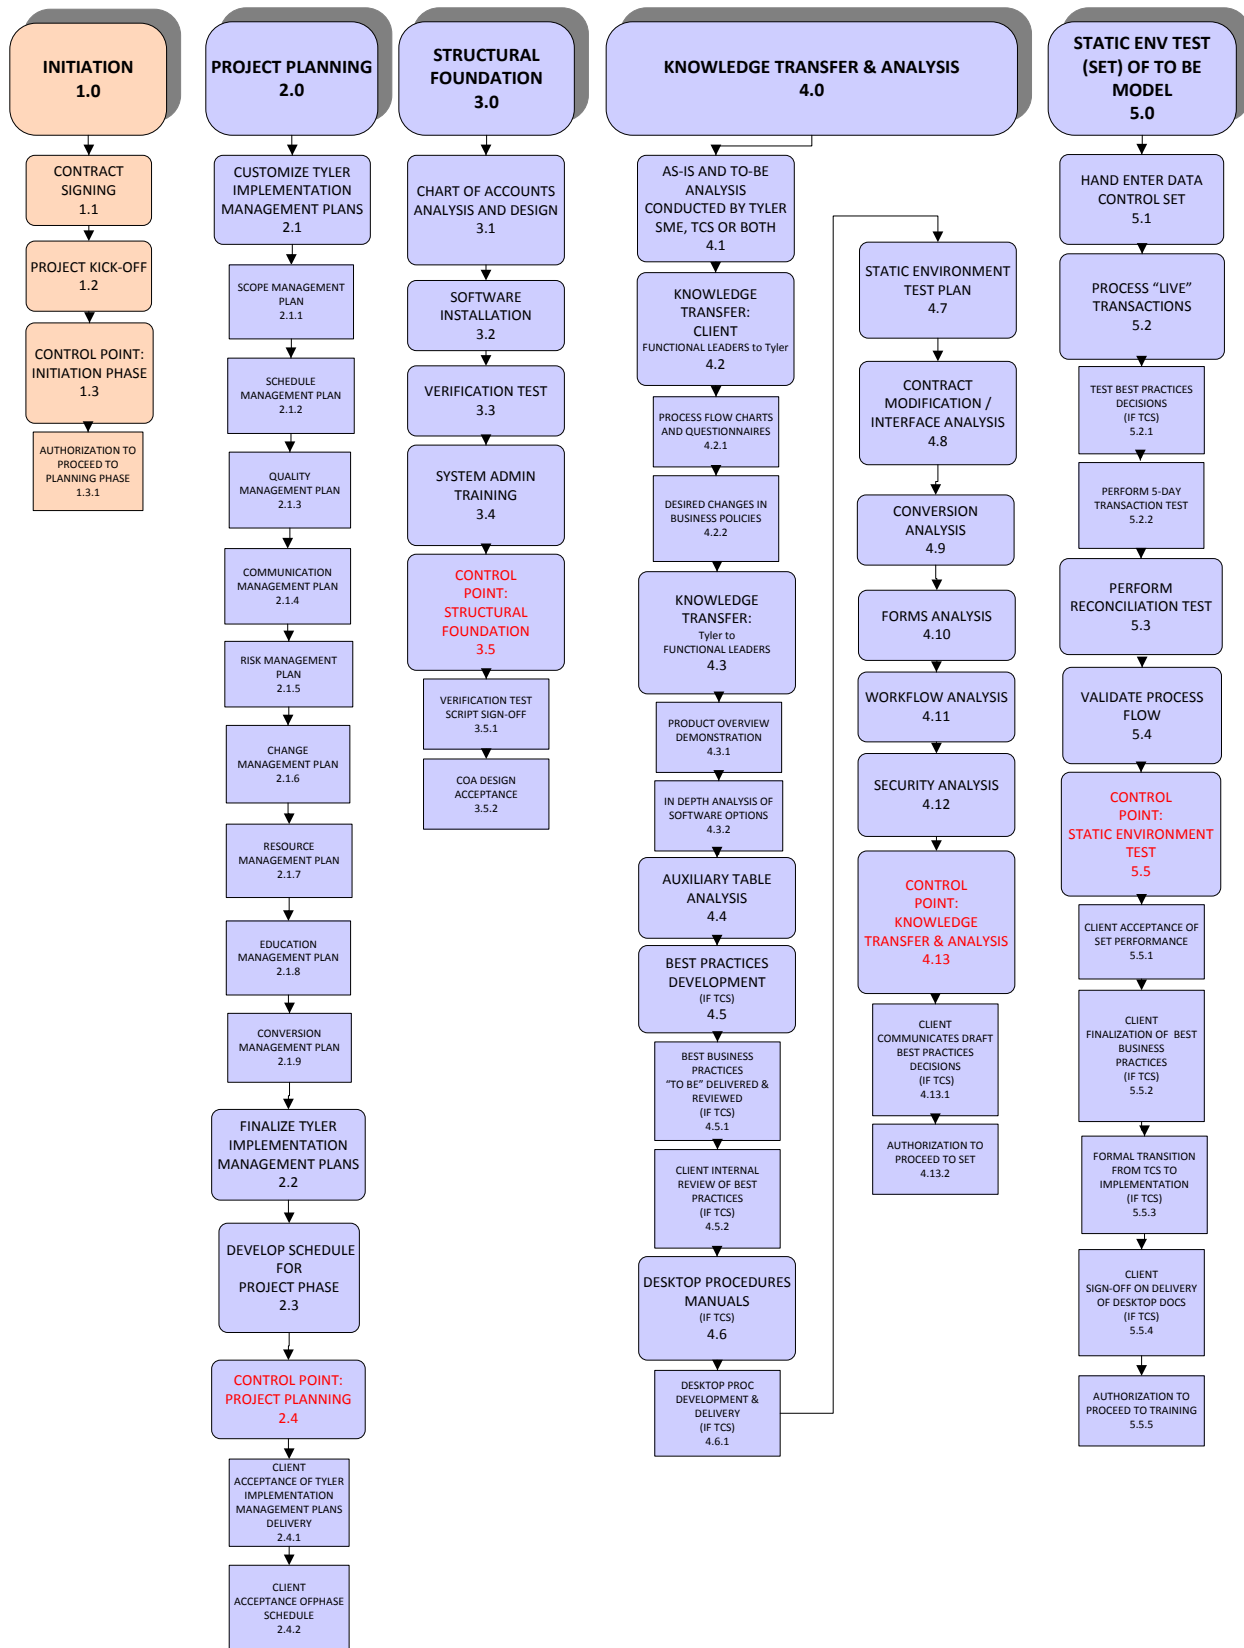 INITIATION
1.0
CONTRACT
SIGNING
1.1
PROJECT KICK-OFF
1.2
CONTROL POINT:
INITIATION PHASE
1.3
AUTHORIZATION TO
PROCEED TO
PLANNING PHASE
1.3.1
PROJECT PLANNING
2.0
CUSTOMIZE TYLER
IMPLEMENTATION
MANAGEMENT PLANS
2.1
SCOPE MANAGEMENT
PLAN
2.1.1
SCHEDULE
MANAGEMENT PLAN
2.1.2
QUALITY
MANAGEMENT PLAN
2.1.3
COMMUNICATION
MANAGEMENT PLAN
2.1.4
RISK MANAGEMENT
PLAN
2.1.5
CHANGE
MANAGEMENT PLAN
2.1.6
RESOURCE
MANAGEMENT PLAN
2.1.7
EDUCATION
MANAGEMENT PLAN
2.1.8
CONVERSION
MANAGEMENT PLAN
2.1.9
FINALIZE TYLER
IMPLEMENTATION
MANAGEMENT PLANS
2.2
DEVELOP SCHEDULE
FOR
PROJECT PHASE
2.3
CONTROL POINT:
PROJECT PLANNING
2.4
CLIENT
ACCEPTANCE OF TYLER
IMPLEMENTATION
MANAGEMENT PLANS
DELIVERY
2.4.1
CLIENT
ACCEPTANCE OFPHASE
SCHEDULE
2.4.2
STRUCTURAL
FOUNDATION
3.0
CHART OF ACCOUNTS
ANALYSIS AND DESIGN
3.1
SOFTWARE
INSTALLATION
3.2
VERIFICATION TEST
3.3
SYSTEM ADMIN
TRAINING
3.4
CONTROL
POINT:
STRUCTURAL
FOUNDATION
3.5
VERIFICATION TEST
SCRIPT SIGN-OFF
3.5.1
COA DESIGN
ACCEPTANCE
3.5.2
KNOWLEDGE TRANSFER & ANALYSIS
4.0
AS-IS AND TO-BE
ANALYSIS
CONDUCTED BY TYLER
SME, TCS OR BOTH
4.1
KNOWLEDGE
TRANSFER:
CLIENT
FUNCTIONAL LEADERS to Tyler
4.2
PROCESS FLOW CHARTS
AND QUESTIONNAIRES
4.2.1
DESIRED CHANGES IN
BUSINESS POLICIES
4.2.2
KNOWLEDGE
TRANSFER:
Tyler to
FUNCTIONAL LEADERS
4.3
PRODUCT OVERVIEW
DEMONSTRATION
4.3.1
IN DEPTH ANALYSIS OF
SOFTWARE OPTIONS
4.3.2
AUXILIARY TABLE
ANALYSIS
4.4
BEST PRACTICES
DEVELOPMENT
(IF TCS)
4.5
BEST BUSINESS
PRACTICES
“TO BE” DELIVERED &
REVIEWED
(IF TCS)
4.5.1
CLIENT INTERNAL
REVIEW OF BEST
PRACTICES
(IF TCS)
4.5.2
DESKTOP PROCEDURES
MANUALS
(IF TCS)
4.6
DESKTOP PROC
DEVELOPMENT &
DELIVERY
(IF TCS)
4.6.1
STATIC ENVIRONMENT
TEST PLAN
4.7
CONTRACT
MODIFICATION /
INTERFACE ANALYSIS
4.8
CONVERSION
ANALYSIS
4.9
FORMS ANALYSIS
4.10
WORKFLOW ANALYSIS
4.11
SECURITY ANALYSIS
4.12
CONTROL
POINT:
KNOWLEDGE
TRANSFER & ANALYSIS
4.13
CLIENT
COMMUNICATES DRAFT
BEST PRACTICES
DECISIONS
(IF TCS)
4.13.1
AUTHORIZATION TO
PROCEED TO SET
4.13.2
STATIC ENV TEST
(SET) OF TO BE
MODEL
5.0
HAND ENTER DATA
CONTROL SET
5.1
PROCESS “LIVE”
TRANSACTIONS
5.2
TEST BEST PRACTICES
DECISIONS
(IF TCS)
5.2.1
PERFORM 5-DAY
TRANSACTION TEST
5.2.2
PERFORM
RECONCILIATION TEST
5.3
VALIDATE PROCESS
FLOW
5.4
CONTROL
POINT:
STATIC ENVIRONMENT
TEST
5.5
CLIENT ACCEPTANCE OF
SET PERFORMANCE
5.5.1
CLIENT
FINALIZATION OF BEST
BUSINESS
PRACTICES
(IF TCS)
5.5.2
FORMAL TRANSITION
FROM TCS TO
IMPLEMENTATION
(IF TCS)
5.5.3
CLIENT
SIGN-OFF ON DELIVERY
OF DESKTOP DOCS
(IF TCS)
5.5.4
AUTHORIZATION TO
PROCEED TO TRAINING
5.5.5